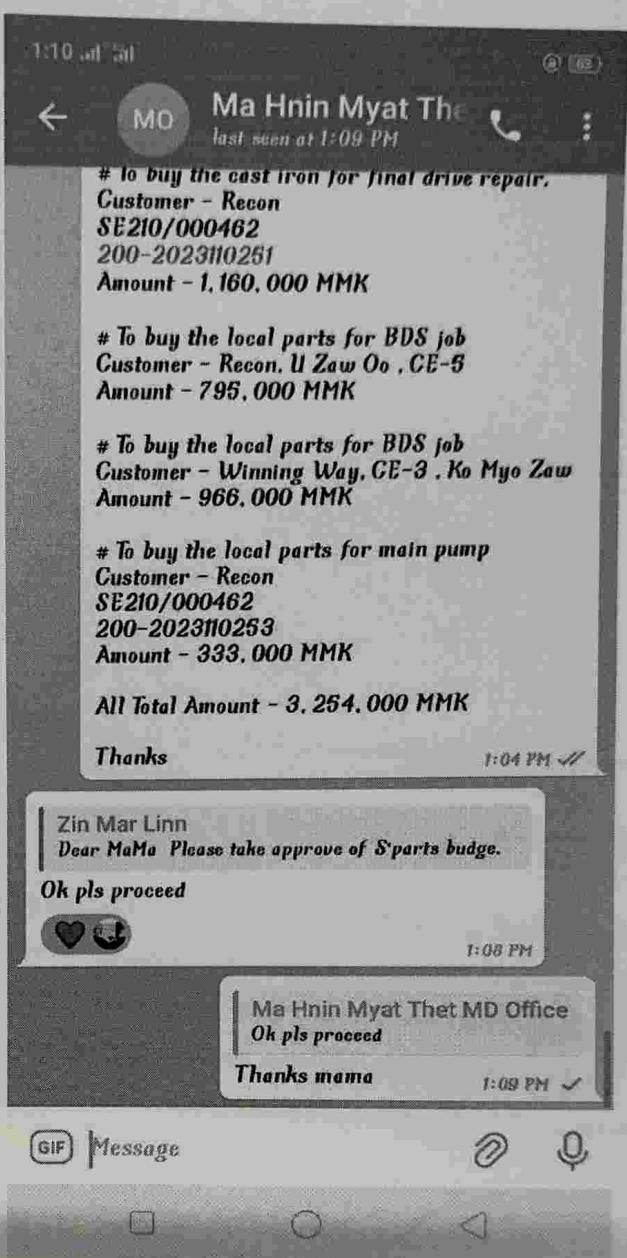 1:10
63
MO
Ma Hnin Myat The
last seen at 1:09 PM
# To buy the cast iron for final drive repair.
Customer - Recon
SE210/000462
200-2023110251
Amount - 1,160,000 MMK
# To buy the local parts for BDS job
Customer - Recon, U Zaw Oo , CE-5
Amount - 795,000 MMK
# To buy the local parts for BDS job
Customer - Winning Way, CE-3 , Ko Myo Zaw
Amount - 966,000 MMK
# To buy the local parts for main pump
Customer - Recon
SE210/000462
200-2023110253
Amount - 333,000 MMK
All Total Amount - 3,254,000 MMK
Thanks
1:04 PM
Zin Mar Linn
Dear MaMa Please take approve of S'parts budge.
Ok pls proceed
1:08 PM
Ma Hnin Myat Thet MD Office
Ok pls proceed
Thanks mama
1:09 PM
GIF
Message